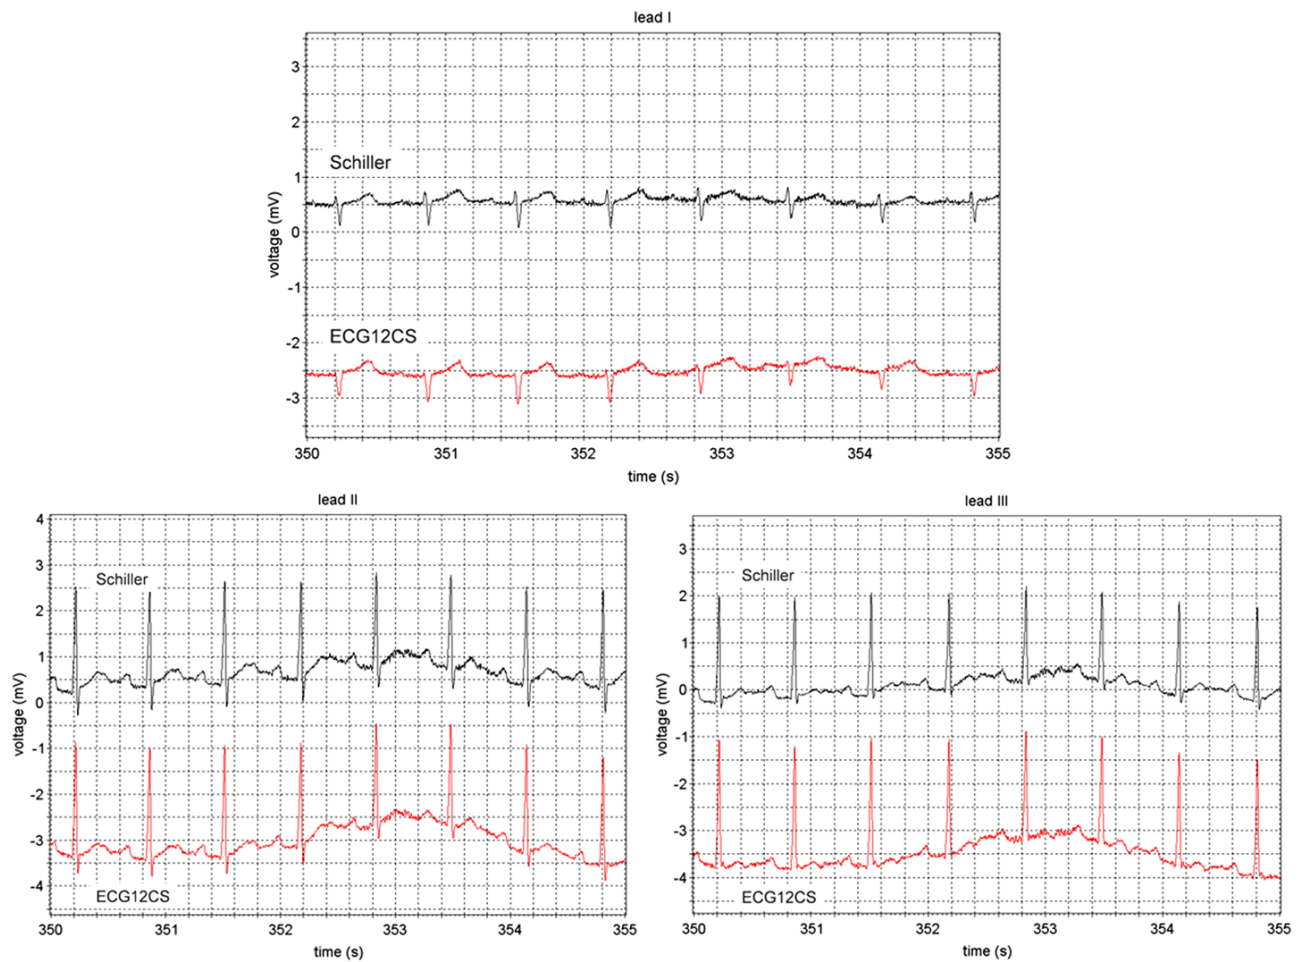 lead I
3
2
Schiller
1
0
voltage (mV)
-1
ECG12CS
-2
-3
350 351 352 353 354 355
time (s)
lead II
4
3
Schiller
2
1
0
voltage (mV)
-1
-2
-3
-4
ECG12CS
350 351 352 353 354 355
time (s)
lead III
3
Schiller
2
1
0
voltage (mV)
-1
-2
-3
-4
ECG12CS
350 351 352 353 354 355
time (s)